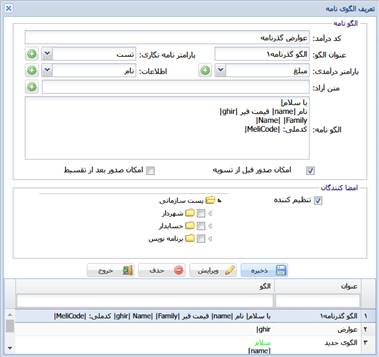 تعریف الگوی نامه
الگو نامه
کد درآمد: عوارض گذرنامه
عنوان الگو: الگو گذرنامه۱ پارامتر نامه نگاری: تست
پارامتر درآمدی: مبلغ اطلاعات: نام
متن آزاد:
الگو نامه:
با سلام|
نام |name| قیمت قبر |ghir|
|Name| |Family|
کدملی: |MeliCode|
امکان صدور قبل از تسویه امکان صدور بعد از تقسیط
امضا کنندگان
تنظیم کننده
پست سازمانی
شهردار
حسابدار
برنامه نویس
ذخیره ویرایش حذف خروج
عنوان الگو
۱ الگو گذرنامه۱ با سلام| نام |name| قیمت قبر |ghir| Name| |Family| کدملی: |MeliCode|
۲ عوارض |ghir
۳ الگوی جدید سلام
|name|